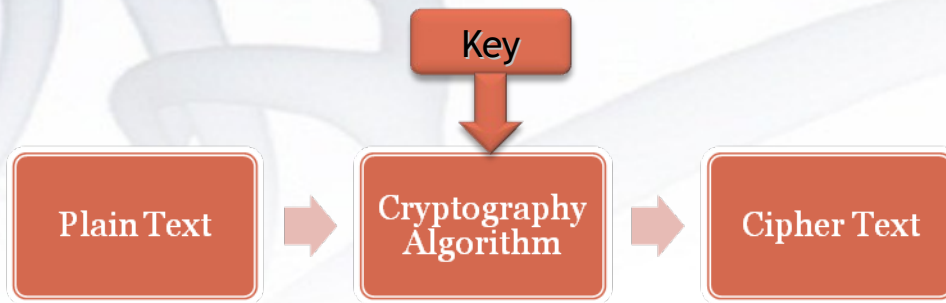 Key
Plain Text
Cryptography
Algorithm
Cipher Text